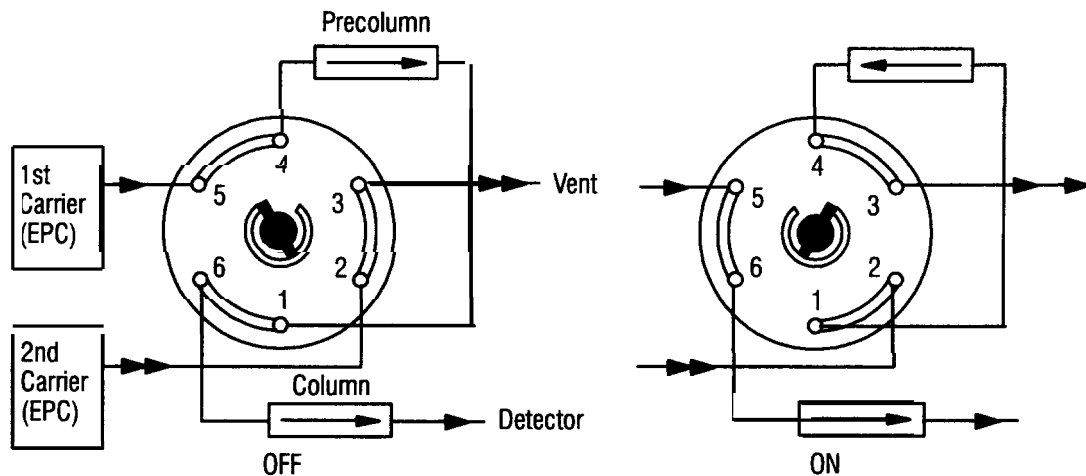 Precolumn
4
5
3
6
2
1
1st
Carrier
(EPC)
Vent
2nd
Carrier
(EPC)
Column
Detector
OFF
4
5
3
6
2
1
ON